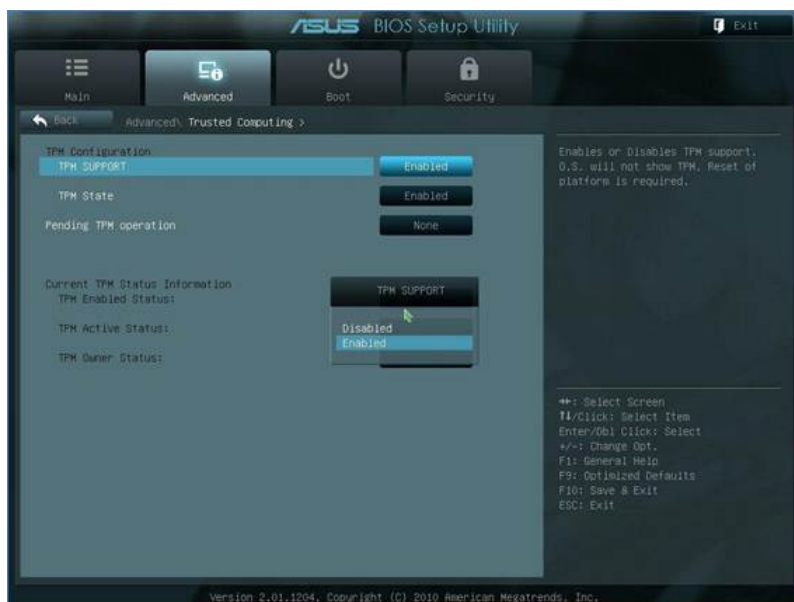 ASUS BIOS Setup Utility
Exit
Main
Advanced
Boot
Security
Back
Advanced\ Trusted Computing >
TPM Configuration
TPM SUPPORT
Enabled
TPM State
Enabled
Pending TPM operation
None
Current TPM Status Information
TPM Enabled Status:
TPM Active Status:
TPM Owner Status:
TPM SUPPORT
Disabled
Enabled
Enables or Disables TPM support.
O.S. will not show TPM. Reset of
platform is required.
→←: Select Screen
↑↓/Click: Select Item
Enter/Dbl Click: Select
+/-: Change Opt.
F1: General Help
F9: Optimized Defaults
F10: Save & Exit
ESC: Exit
Version 2.01.1204. Copyright (C) 2010 American Megatrends, Inc.